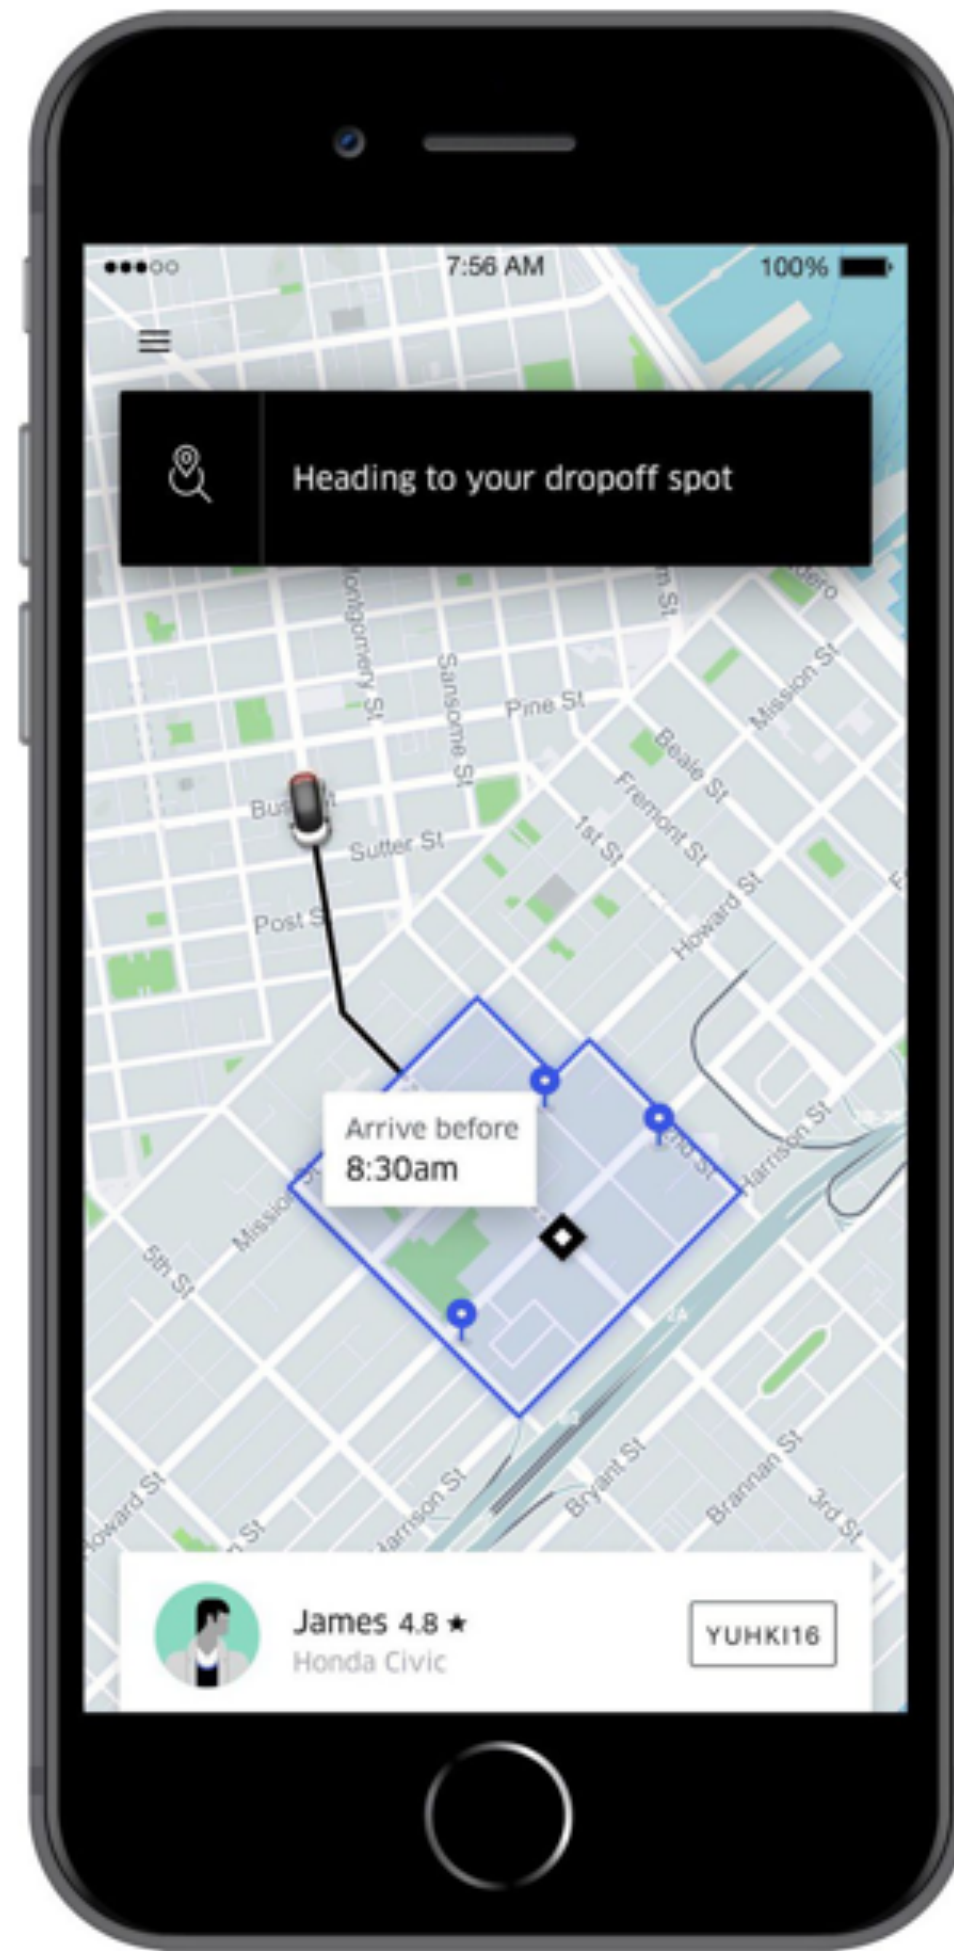 7:56 AM
100%
Heading to your dropoff spot
Sansome St
Pine St
Mission St
Beale St
Fremont St
1st St
Sutter St
Post S
Howard St
Arrive before
8:30am
2nd St
Harrison St
5th St
Bryant St
Brannan St
3rd St
James 4.8 ★
YUHKI16
Honda Civic